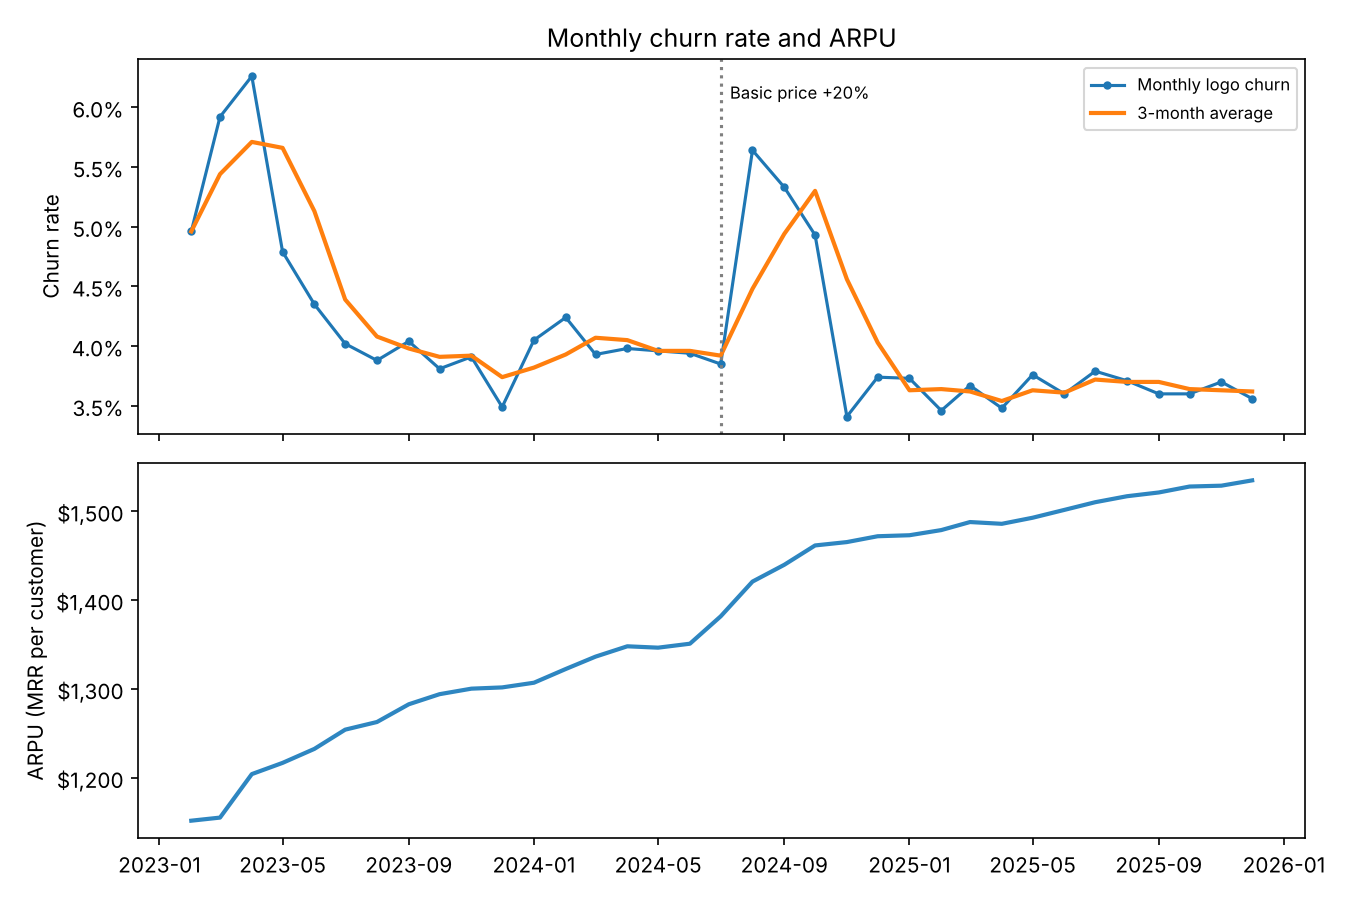 Monthly churn rate and ARPU
Churn rate
6.0%
5.5%
5.0%
4.5%
4.0%
3.5%
Basic price +20%
Monthly logo churn
3-month average
ARPU (MRR per customer)
$1,500
$1,400
$1,300
$1,200
2023-01 2023-05 2023-09 2024-01 2024-05 2024-09 2025-01 2025-05 2025-09 2026-01